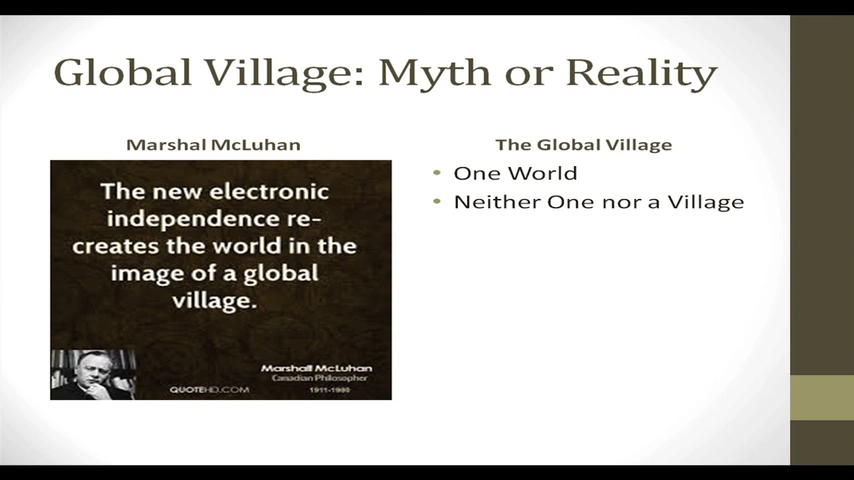 Global Village: Myth or Reality
Marshal McLuhan
The new electronic
independence re-
creates the world in the
image of a global
village.
Marshall McLuhan
Canadian Philosopher
1911-1980
QUOTEHD.COM
The Global Village
• One World
• Neither One nor a Village